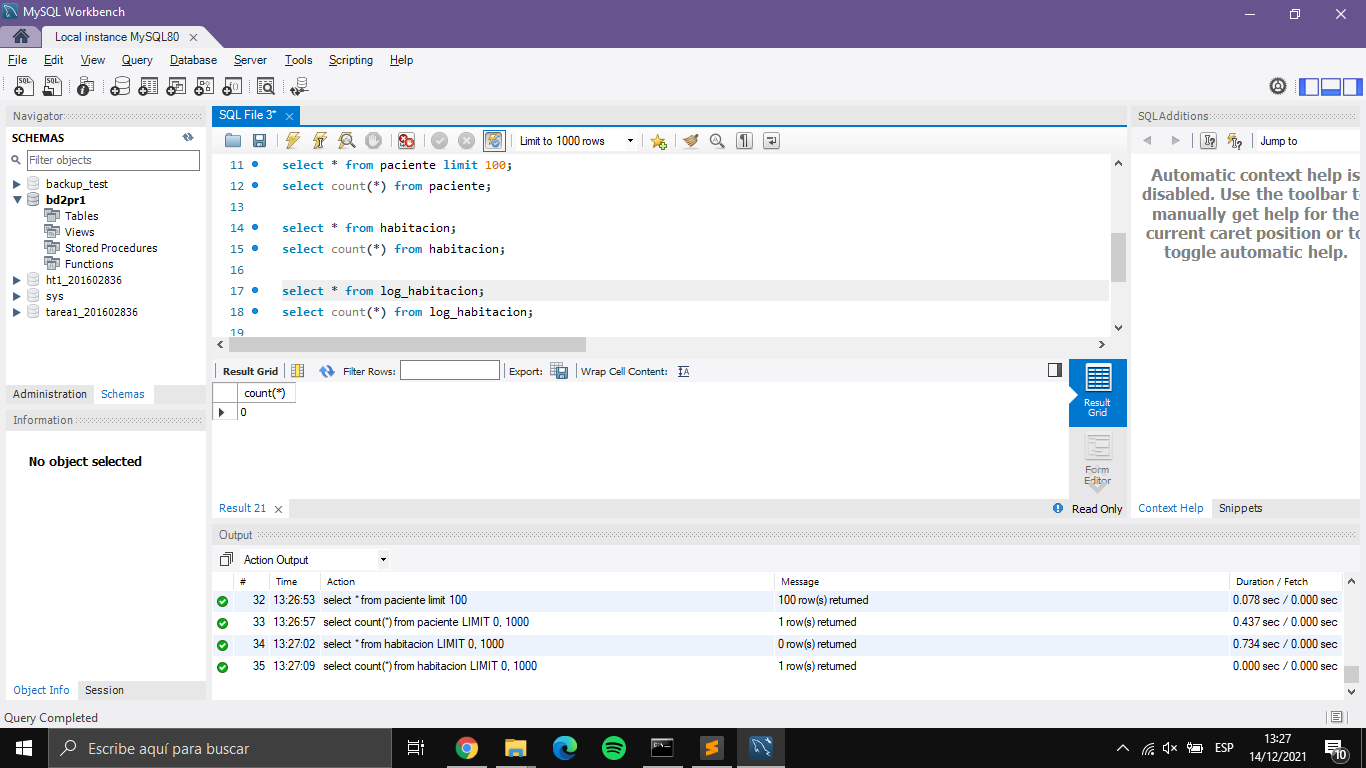 MySQL Workbench
Local instance MySQL80
File Edit View Query Database Server Tools Scripting Help
Navigator
SCHEMAS
Filter objects
backup_test
bd2pr1
Tables
Views
Stored Procedures
Functions
ht1_201602836
sys
tarea1_201602836
Administration Schemas
Information
No object selected
Object Info Session
SQL File 3*
Limit to 1000 rows
11 select * from paciente limit 100;
12 select count(*) from paciente;
13
14 select * from habitacion;
15 select count(*) from habitacion;
16
17 select * from log_habitacion;
18 select count(*) from log_habitacion;
19
Result Grid Filter Rows: Export: Wrap Cell Content:
count(*)
0
Result
Grid
Form
Editor
Result 21
Read Only
SQLAdditions
Jump to
Automatic context help is
disabled. Use the toolbar t
manually get help for the
current caret position or to
toggle automatic help.
Context Help Snippets
Output
Action Output
# Time Action Message Duration / Fetch
32 13:26:53 select * from paciente limit 100 100 row(s) returned 0.078 sec / 0.000 sec
33 13:26:57 select count(*) from paciente LIMIT 0, 1000 1 row(s) returned 0.437 sec / 0.000 sec
34 13:27:02 select * from habitacion LIMIT 0, 1000 0 row(s) returned 0.734 sec / 0.000 sec
35 13:27:09 select count(*) from habitacion LIMIT 0, 1000 1 row(s) returned 0.000 sec / 0.000 sec
Query Completed
Escribe aquí para buscar
ESP
13:27
14/12/2021
10